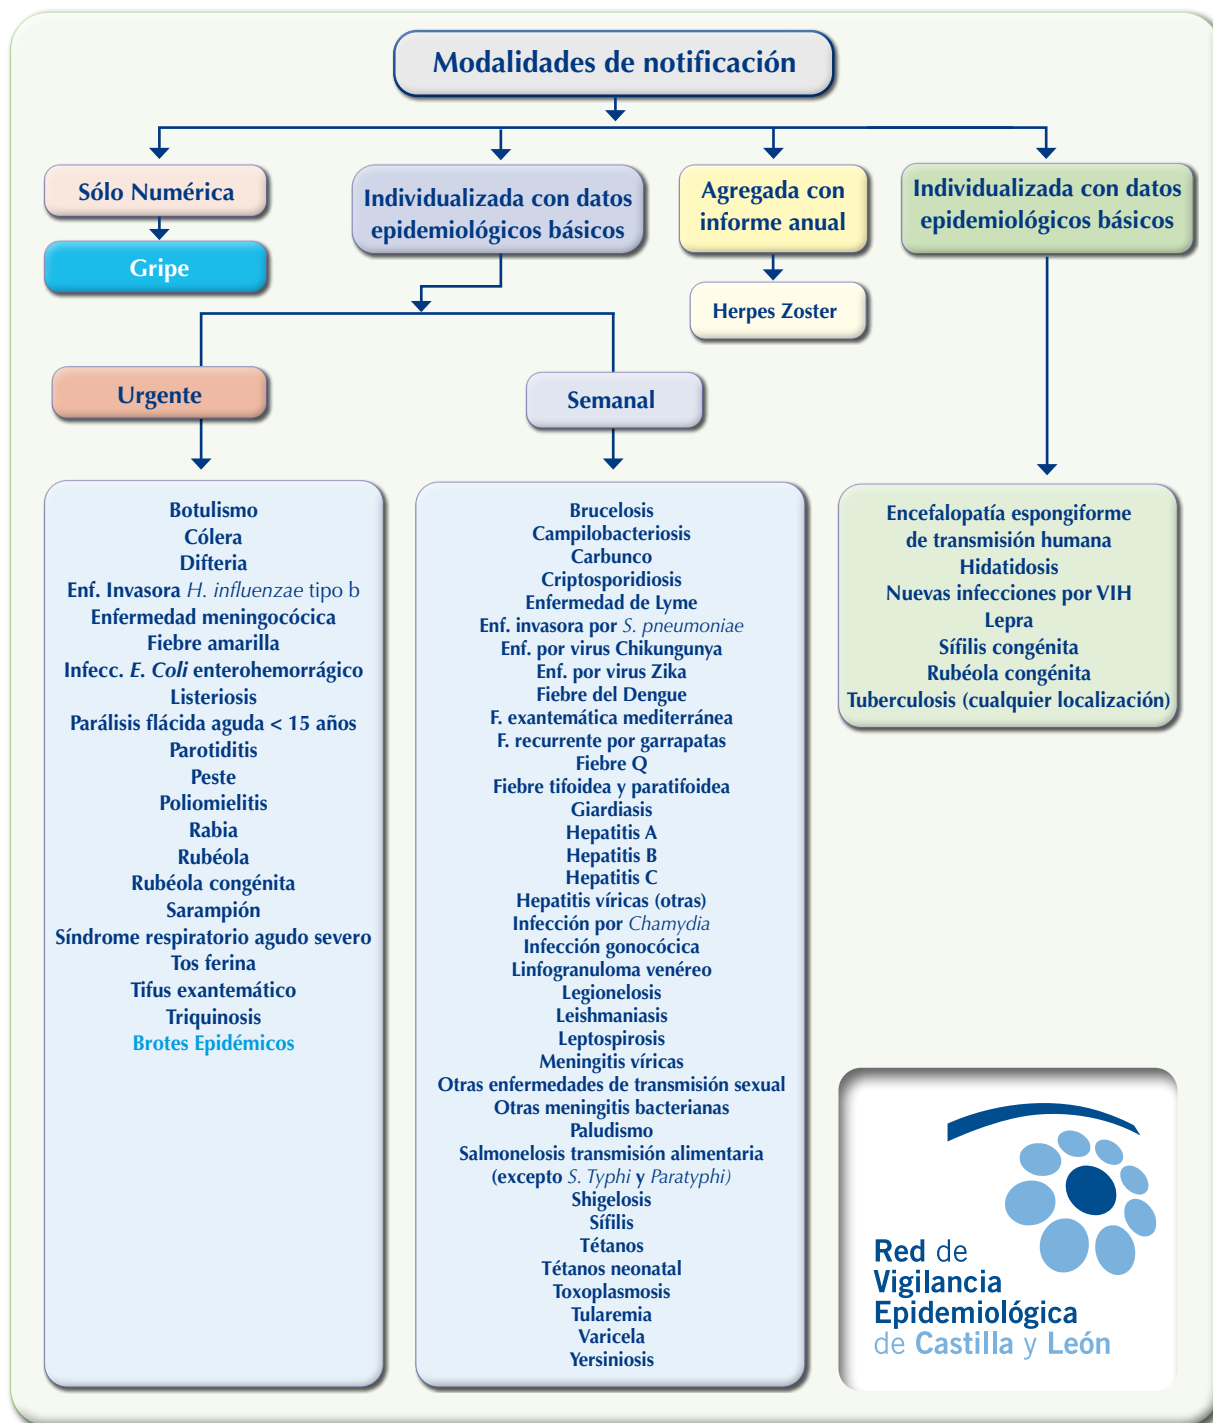 Modalidades de notificación
Sólo Numérica
Gripe
Individualizada con datos
epidemiológicos básicos
Agregada con
informe anual
Herpes Zoster
Individualizada con datos
epidemiológicos básicos
Urgente
Semanal
Botulismo
Cólera
Difteria
Enf. Invasora H. influenzae tipo b
Enfermedad meningocócica
Fiebre amarilla
Infecc. E. Coli enterohemorrágico
Listeriosis
Parálisis flácida aguda < 15 años
Parotiditis
Peste
Poliomielitis
Rabia
Rubéola
Rubéola congénita
Sarampión
Síndrome respiratorio agudo severo
Tos ferina
Tifus exantemático
Triquinosis
Brotes Epidémicos
Brucelosis
Campilobacteriosis
Carbunco
Criptosporidiosis
Enfermedad de Lyme
Enf. invasora por S. pneumoniae
Enf. por virus Chikungunya
Enf. por virus Zika
Fiebre del Dengue
F. exantemática mediterránea
F. recurrente por garrapatas
Fiebre Q
Fiebre tifoidea y paratifoidea
Giardiasis
Hepatitis A
Hepatitis B
Hepatitis C
Hepatitis víricas (otras)
Infección por Chamydia
Infección gonocócica
Linfogranuloma venéreo
Legionelosis
Leishmaniasis
Leptospirosis
Meningitis víricas
Otras enfermedades de transmisión sexual
Otras meningitis bacterianas
Paludismo
Salmonelosis transmisión alimentaria
(excepto S. Typhi y Paratyphi)
Shigelosis
Sífilis
Tétanos
Tétanos neonatal
Toxoplasmosis
Tularemia
Varicela
Yersiniosis
Encefalopatía espongiforme
de transmisión humana
Hidatidosis
Nuevas infecciones por VIH
Lepra
Sífilis congénita
Rubéola congénita
Tuberculosis (cualquier localización)
Red de
Vigilancia
Epidemiológica
de Castilla y León